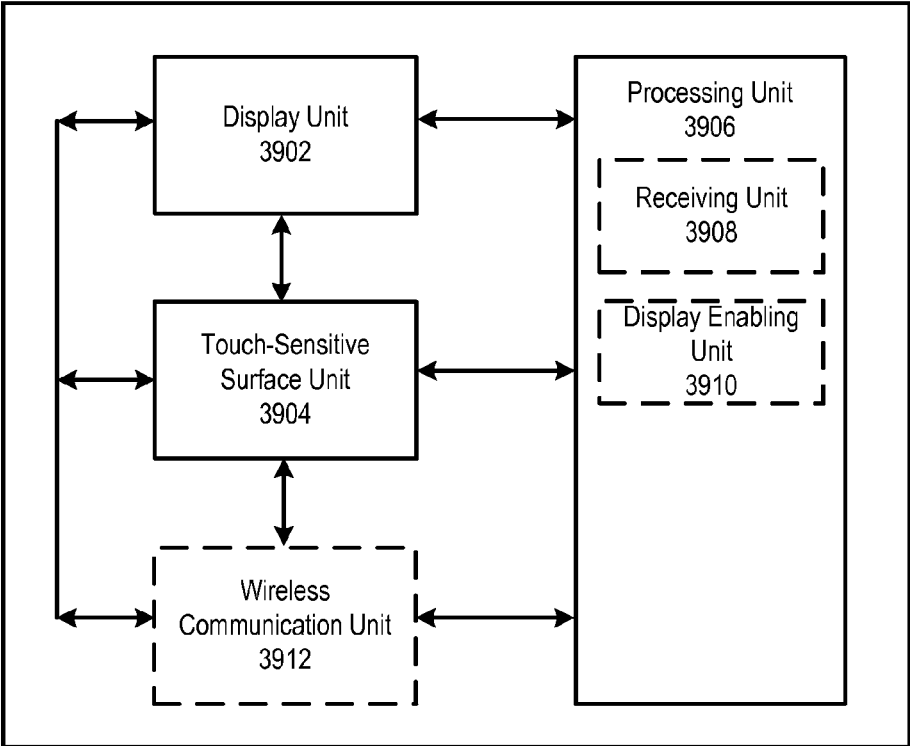 Display Unit
3902
Touch-Sensitive
Surface Unit
3904
Wireless
Communication Unit
3912
Processing Unit
3906
Receiving Unit
3908
Display Enabling
Unit
3910